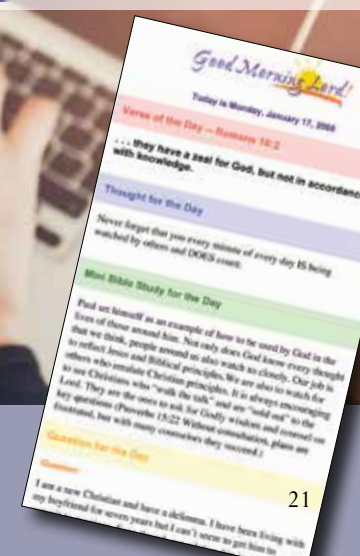 Good Morning Lord!
Today is Monday, January 17, 2000
Verse of the Day – Romans 10:2
. . . they have a zeal for God, but not in accordance
with knowledge.
Thought for the Day
Never forget that you every minute of every day IS being
watched by others and DOES count.
Mini Bible Study for the Day
Paul set himself as an example of how to be used by God in the
lives of those around him. Not only does God know every thought
that we think, people around us also watch us closely. Our job is
to reflect Jesus and Biblical principles. We are also to watch for
others who emulate Christian principles. It is always encouraging
to see Christians who "walk the talk" and are "sold out" to the
Lord. They are the ones to ask for Godly wisdom and counsel on
key questions (Proverbs 15:22 Without consultation, plans are
frustrated, but with many counselors they succeed.)
Question for the Day
Question:
I am a new Christian and have a dilemma. I have been living with
my boyfriend for seven years but I can't seem to get
21